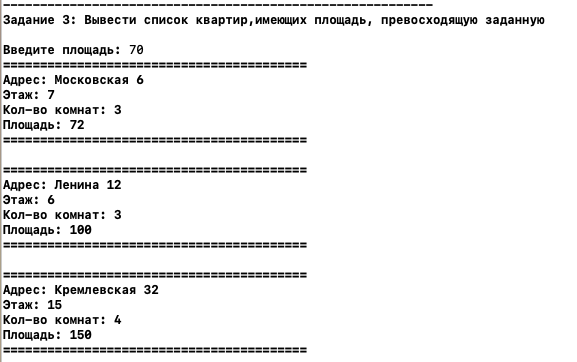 ----------------------------------------------------------
Задание 3: Вывести список квартир,имеющих площадь, превосходящую заданную
Введите площадь: 70
=========================================
Адрес: Московская 6
Этаж: 7
Кол-во комнат: 3
Площадь: 72
=========================================
=========================================
Адрес: Ленина 12
Этаж: 6
Кол-во комнат: 3
Площадь: 100
=========================================
=========================================
Адрес: Кремлевская 32
Этаж: 15
Кол-во комнат: 4
Площадь: 150
=========================================